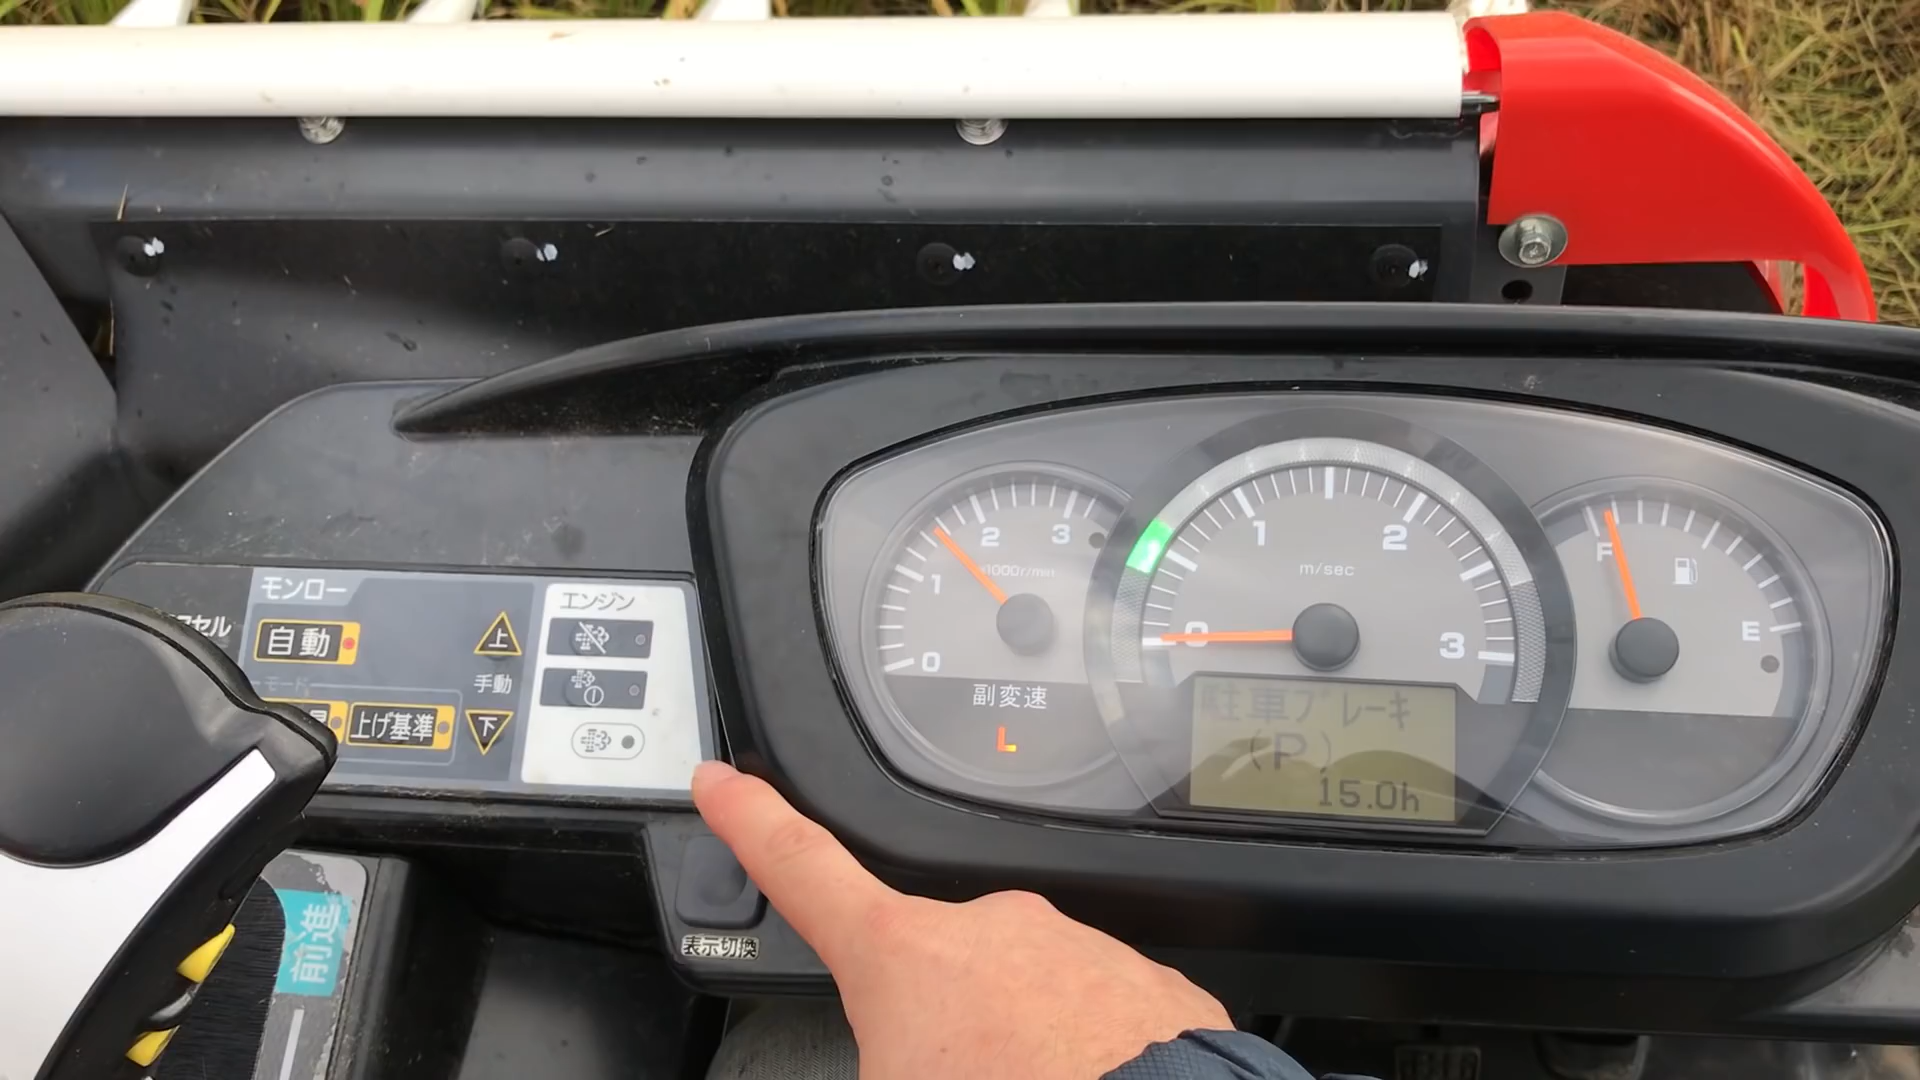 モンロー
自動
上
手動
上げ基準
下
エンジン
前進
表示切換
0
1
2
3
x1000r/min
副変速
L
0
1
2
3
m/sec
駐車ブレーキ
(P)
15.0h
F
E